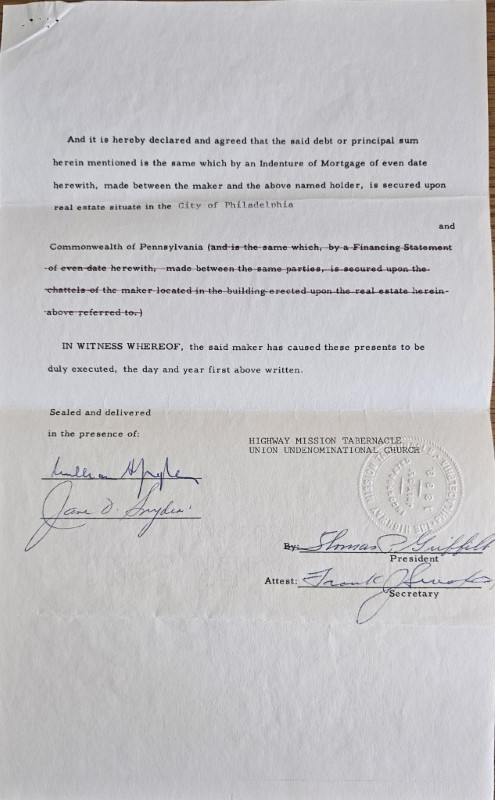 And it is hereby declared and agreed that the said debt or principal sum
herein mentioned is the same which by an Indenture of Mortgage of even date
herewith, made between the maker and the above named holder, is secured upon
real estate situate in the City of Philadelphia
and
Commonwealth of Pennsylvania (and is the same which, by a Financing Statement
of even date herewith, made between the same parties, is secured upon the
chattels of the maker located in the building erected upon the real estate herein-
above referred to.)
IN WITNESS WHEREOF, the said maker has caused these presents to be
duly executed, the day and year first above written.
Sealed and delivered
in the presence of:
HIGHWAY MISSION TABERNACLE
UNION UNDENOMINATIONAL CHURCH
William
Jane D. Snyder
By: Thomas P. Griffith
President
Attest: Frank J.
Secretary